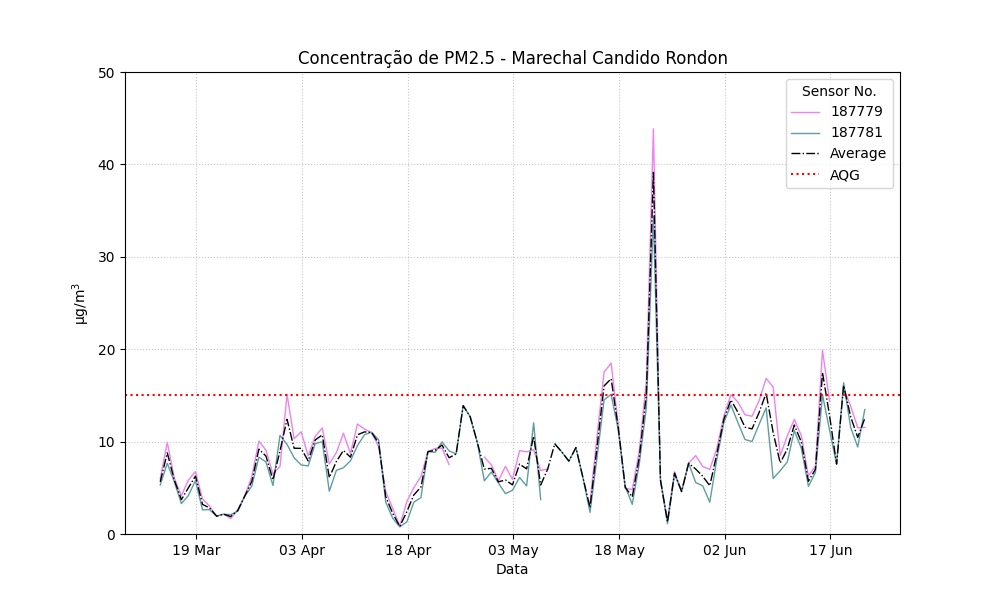 Concentração de PM2.5 - Marechal Candido Rondon
50
40
30
20
10
0
µg/m³
Sensor No.
187779
187781
Average
AQG
19 Mar 03 Apr 18 Apr 03 May 18 May 02 Jun 17 Jun
Data